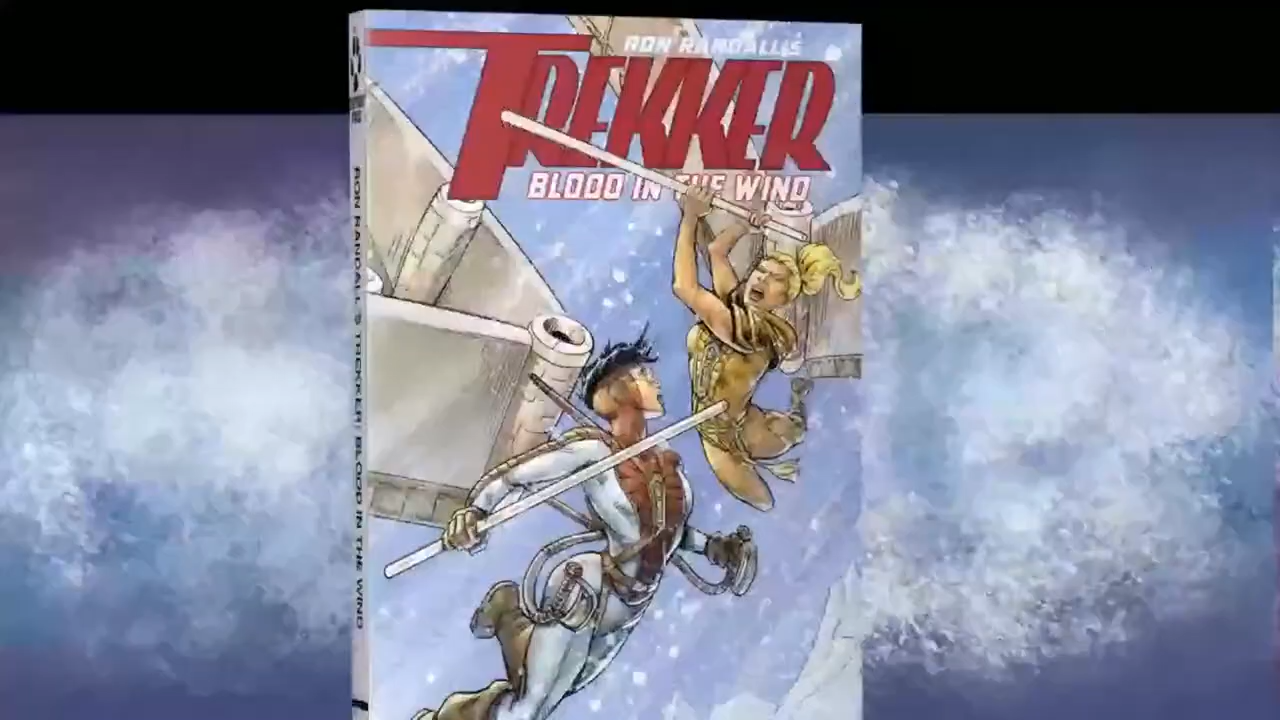 RON RANDALL'S
TREKKER
BLOOD IN THE WIND
RON RANDALL'S TREKKER: BLOOD IN THE WIND